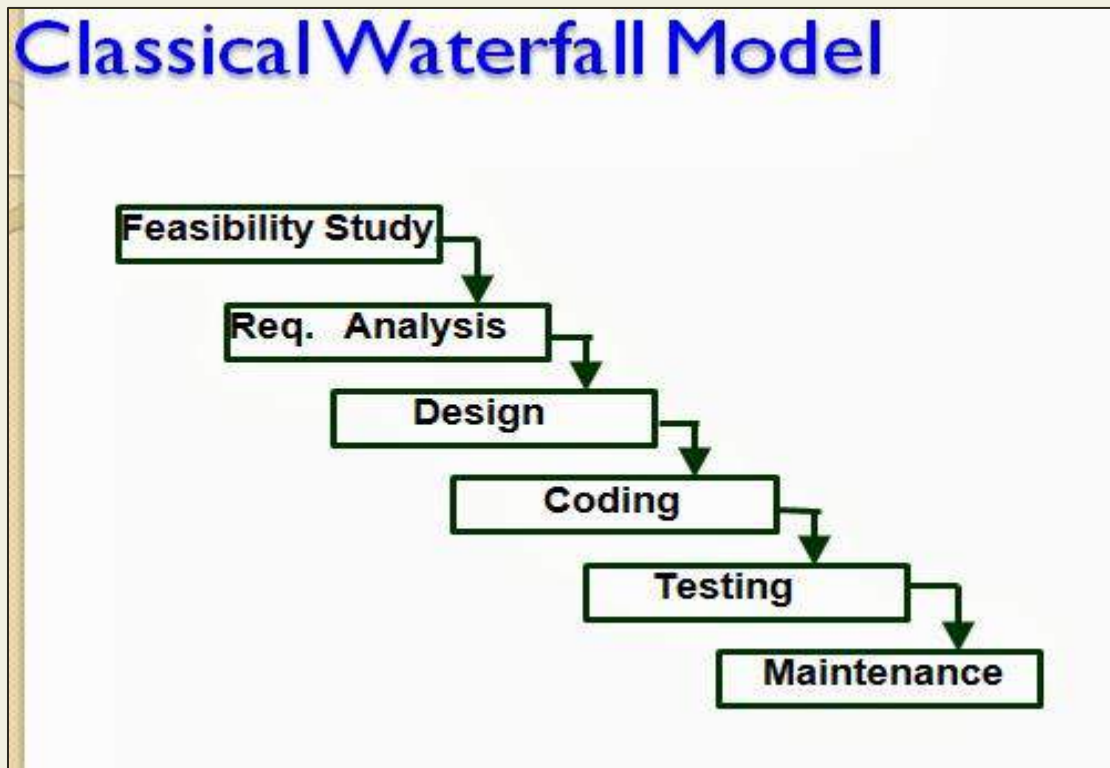 Classical Waterfall Model
Feasibility Study
Req. Analysis
Design
Coding
Testing
Maintenance